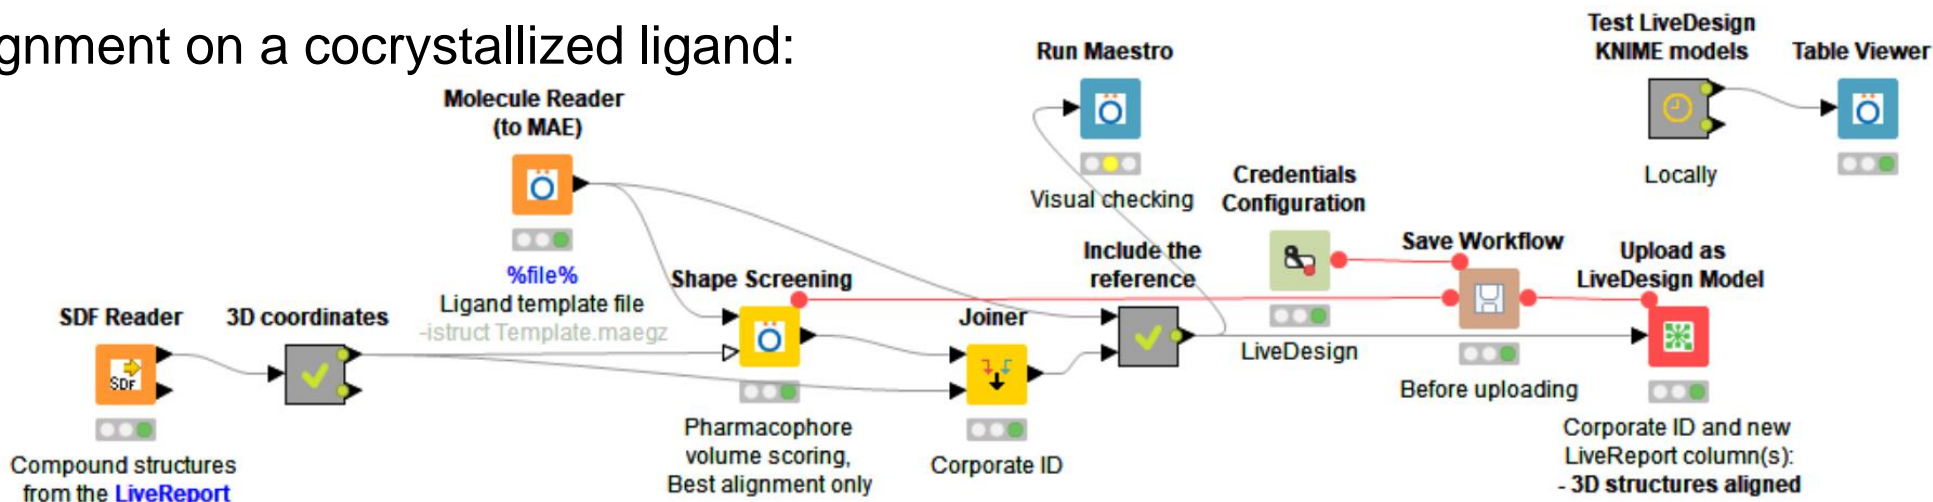 gnment on a cocrystallized ligand:
Molecule Reader
(to MAE)
%file%
Ligand template file
-istruct Template.maegz
SDF Reader
SDF
Compound structures
from the LiveReport
3D coordinates
Shape Screening
Pharmacophore
volume scoring,
Best alignment only
Joiner
Corporate ID
Run Maestro
Visual checking
Include the
reference
Credentials
Configuration
LiveDesign
Save Workflow
Before uploading
Upload as
LiveDesign Model
Corporate ID and new
LiveReport column(s):
- 3D structures aligned
Test LiveDesign
KNIME models
Locally
Table Viewer